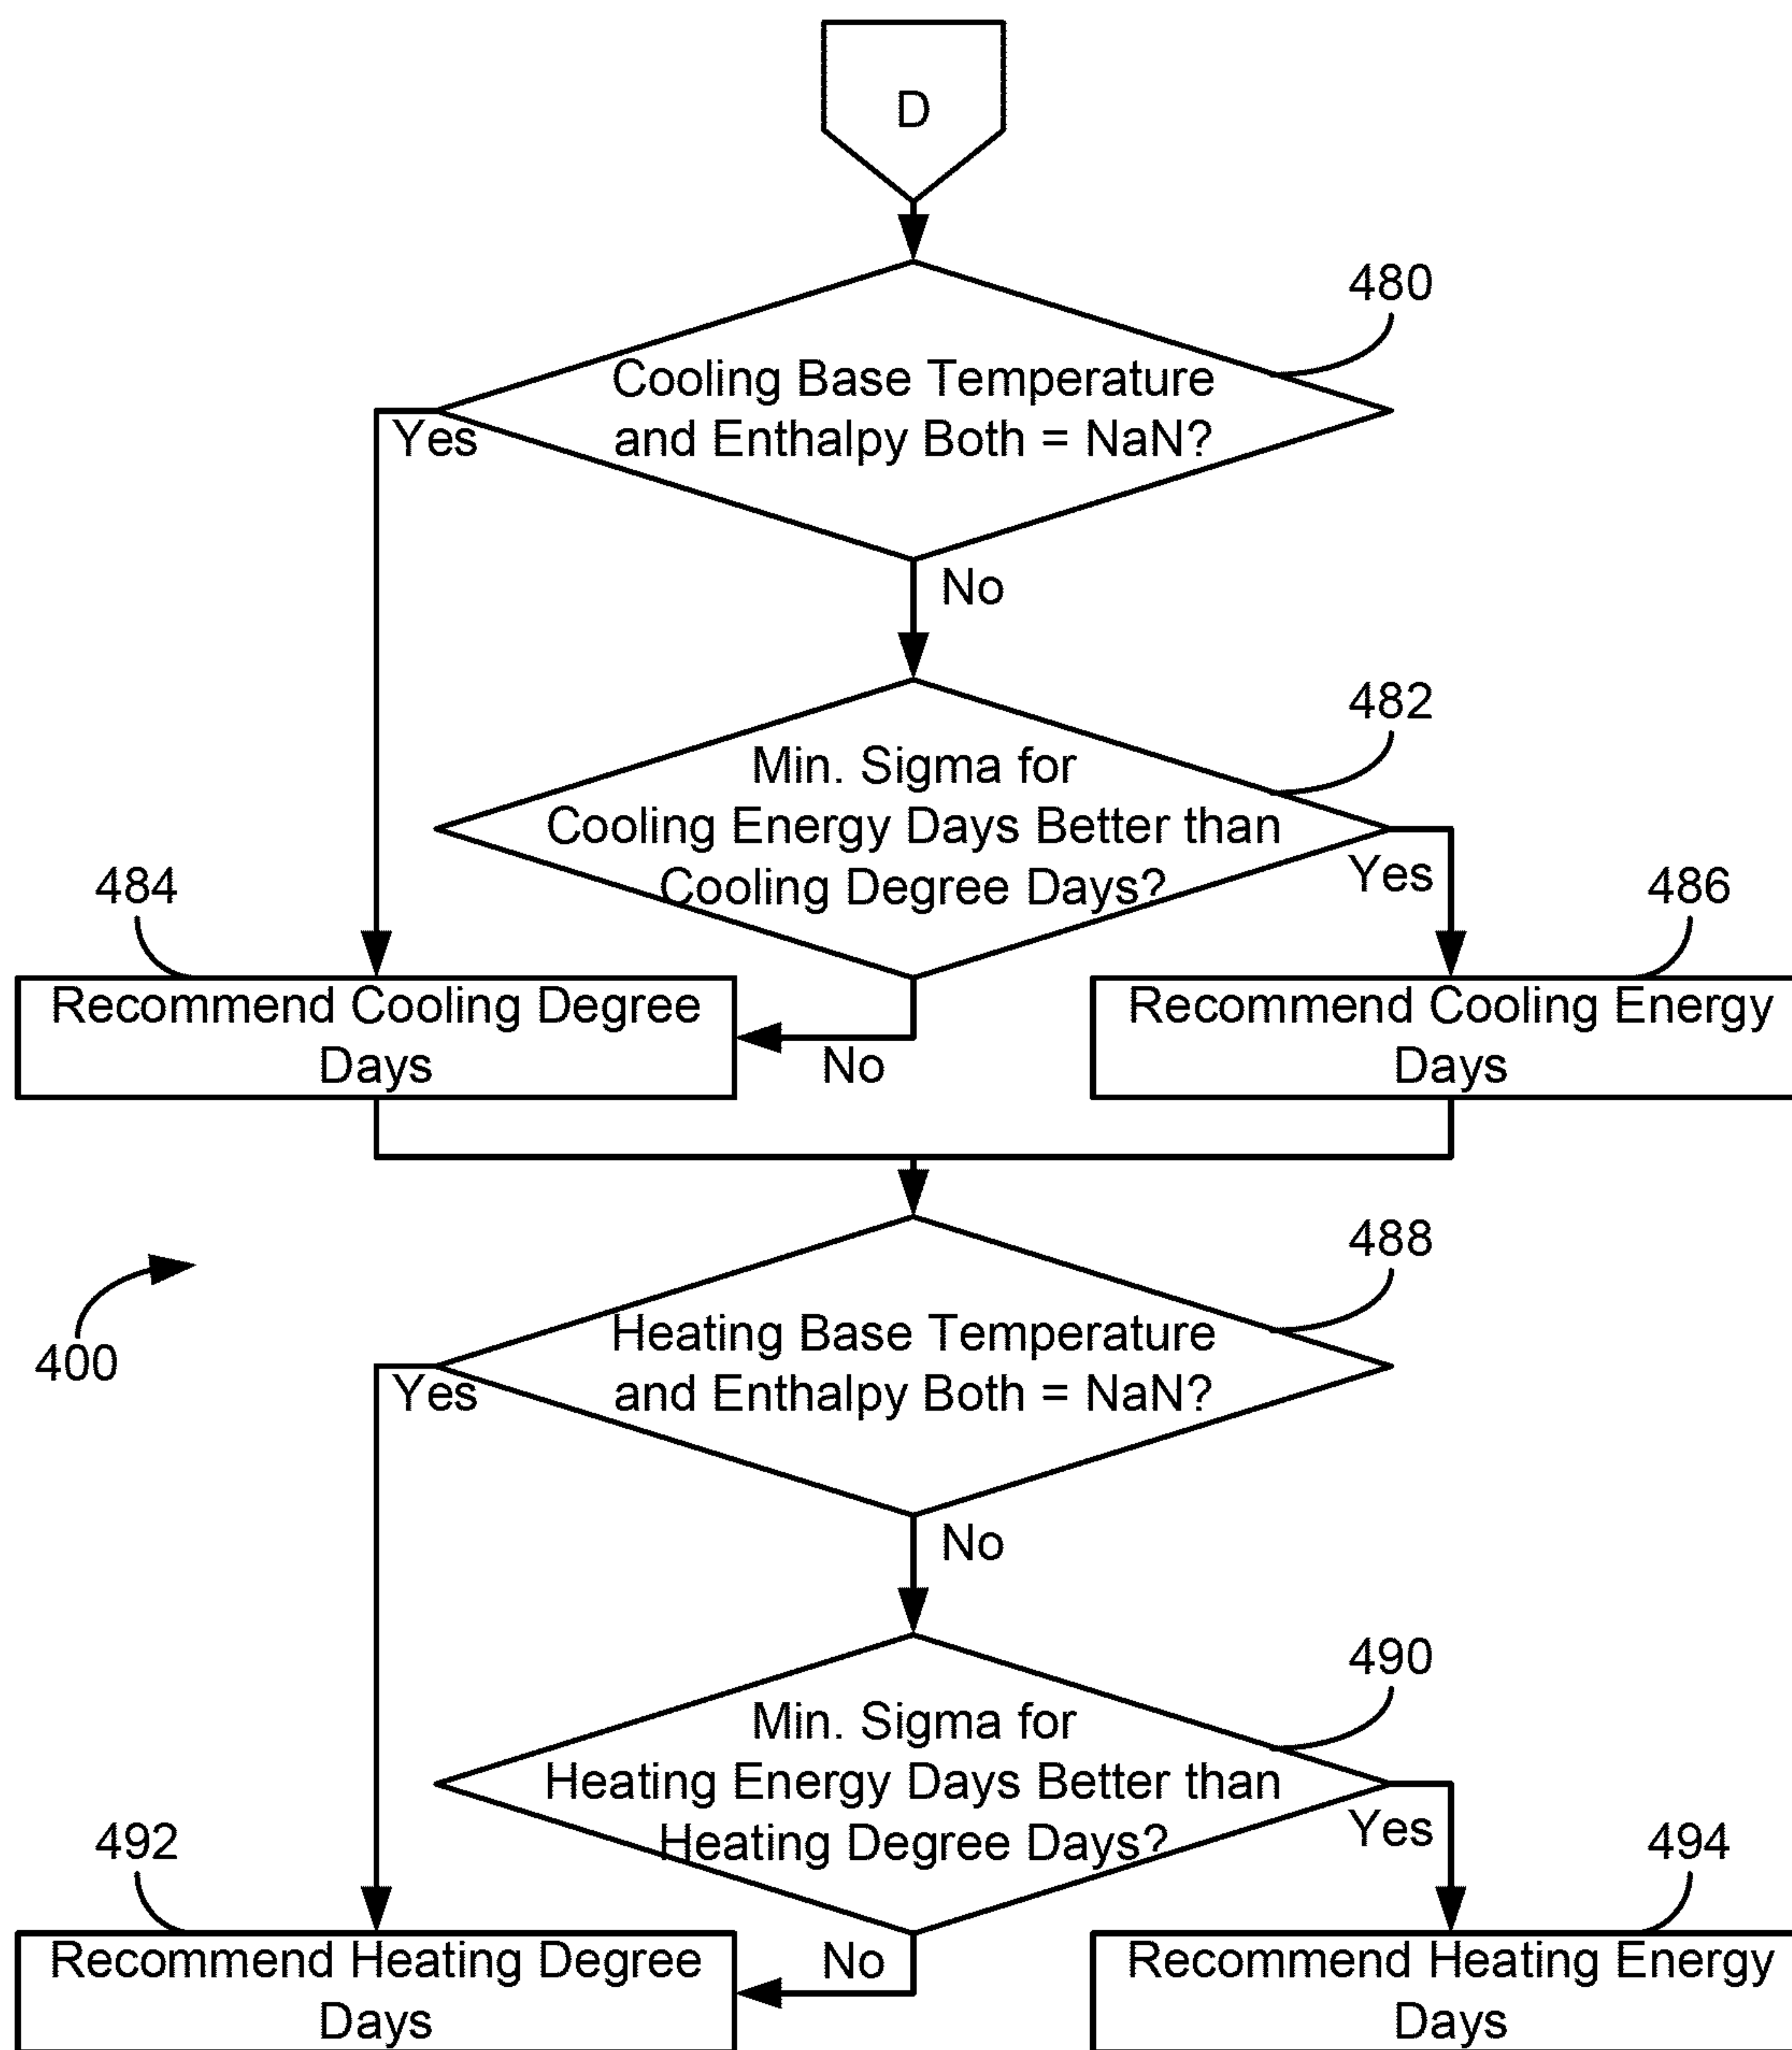 D
480
Cooling Base Temperature
and Enthalpy Both = NaN?
Yes
No
482
Min. Sigma for
Cooling Energy Days Better than
Cooling Degree Days?
Yes
484
486
Recommend Cooling Degree
Days
No
Recommend Cooling Energy
Days
488
Heating Base Temperature
and Enthalpy Both = NaN?
400
Yes
No
490
Min. Sigma for
Heating Energy Days Better than
Heating Degree Days?
Yes
492
494
Recommend Heating Degree
Days
No
Recommend Heating Energy
Days